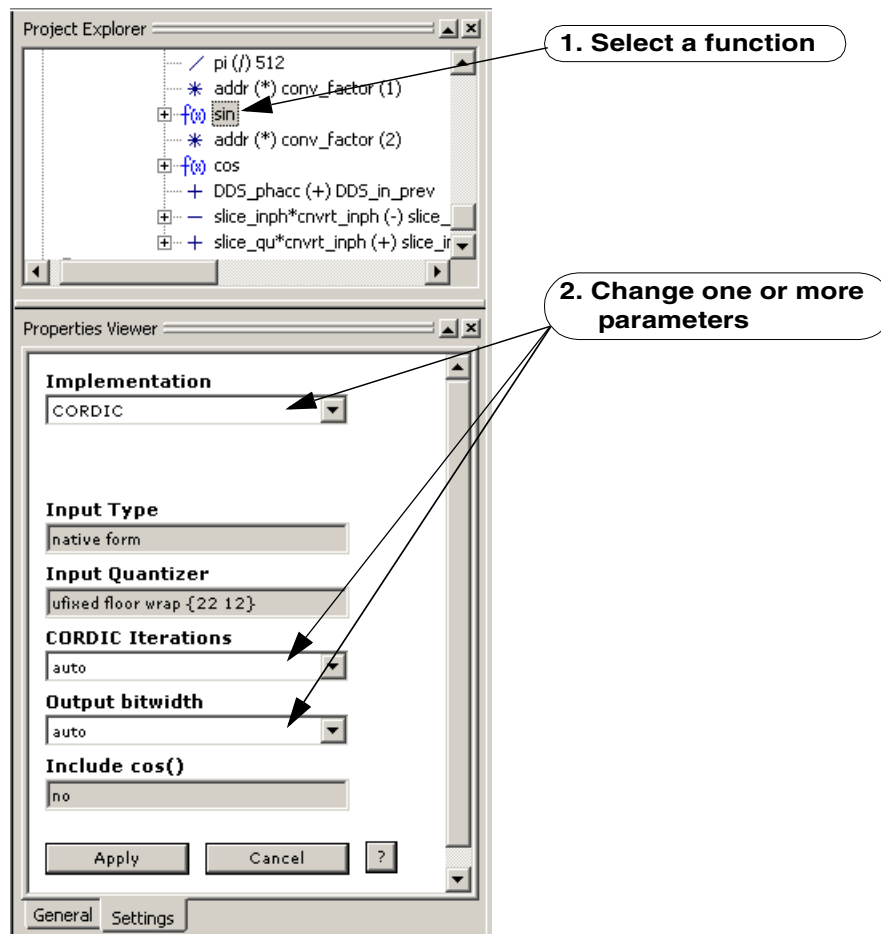 Project Explorer
1. Select a function
pi (/) 512
addr (*) conv_factor (1)
f(x) sin
addr (*) conv_factor (2)
f(x) cos
+ DDS_phacc (+) DDS_in_prev
− slice_inph*cnvrt_inph (-) slice_
+ slice_qu*cnvrt_inph (+) slice_ir
2. Change one or more
parameters
Properties Viewer
Implementation
CORDIC
Input Type
native form
Input Quantizer
ufixed floor wrap {22 12}
CORDIC Iterations
auto
Output bitwidth
auto
Include cos()
no
Apply Cancel ?
General Settings